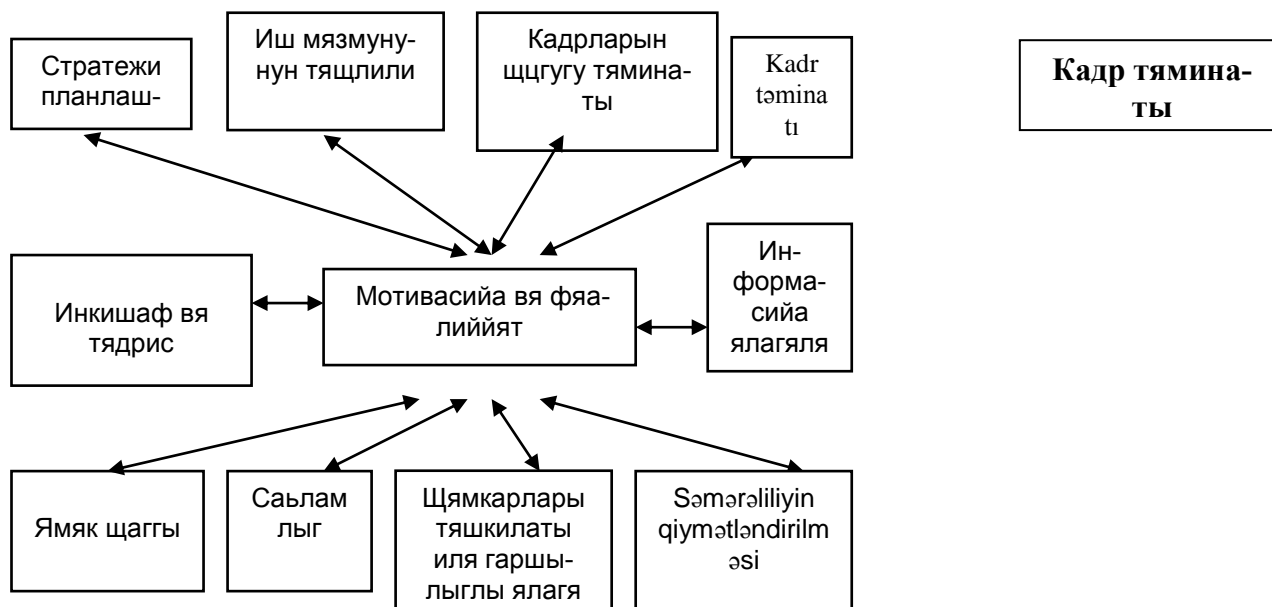 Стратежи
планлаш-
Иш мязмуну-
нун тящлили
Кадрларын
щцгугу тямина-
ты
Kadr
təmina
tı
Кадр тямина-
ты
Инкишаф вя
тядрис
Мотивасийа вя фяа-
лиййят
Ин-
форма-
сийа
ялагяля
Ямяк щаггы
Саьлам
лыг
Щямкарлары
тяшкилаты
иля гаршы-
лыглы ялагя
Səmərəliliyin
qiymətləndirilm
əsi